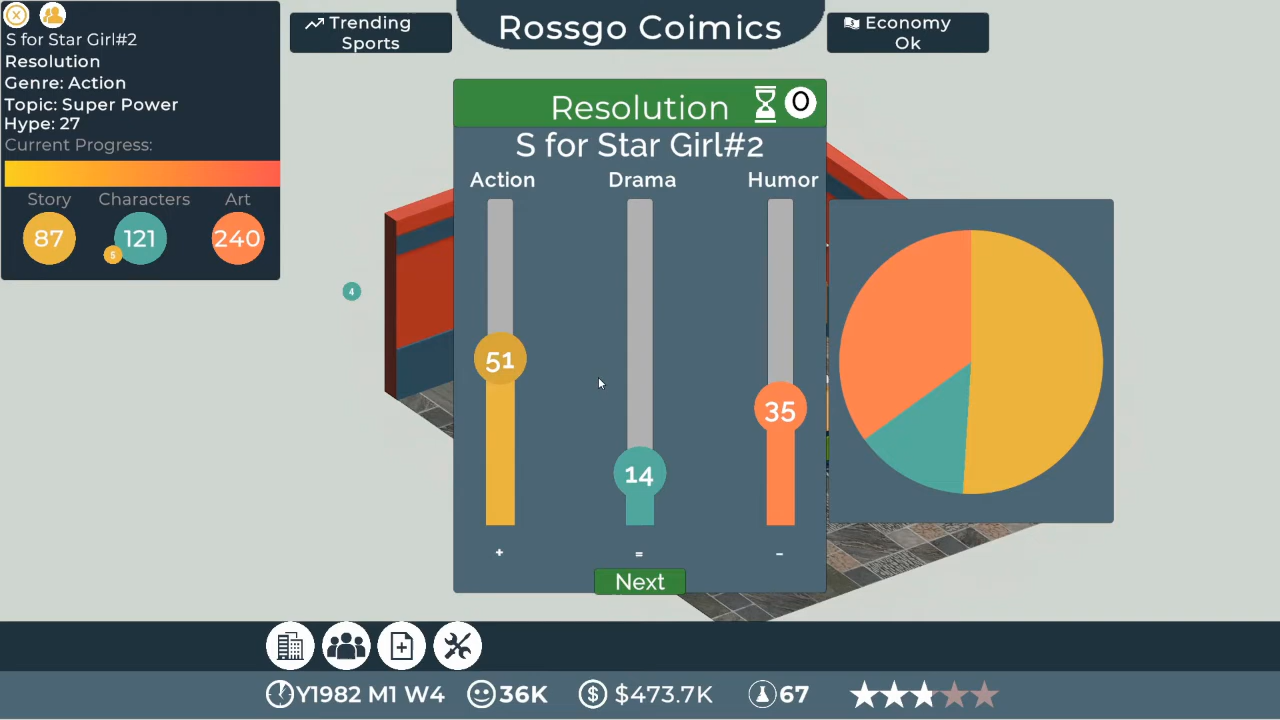 S for Star Girl#2
Resolution
Genre: Action
Topic: Super Power
Hype: 27
Current Progress:
Story Characters Art
87 121 240
5
4
Trending
Sports
Rossgo Coimics
Economy
Ok
Resolution 0
S for Star Girl#2
Action Drama Humor
51
14
35
+ = -
Next
Y1982 M1 W4 36K $473.7K 67